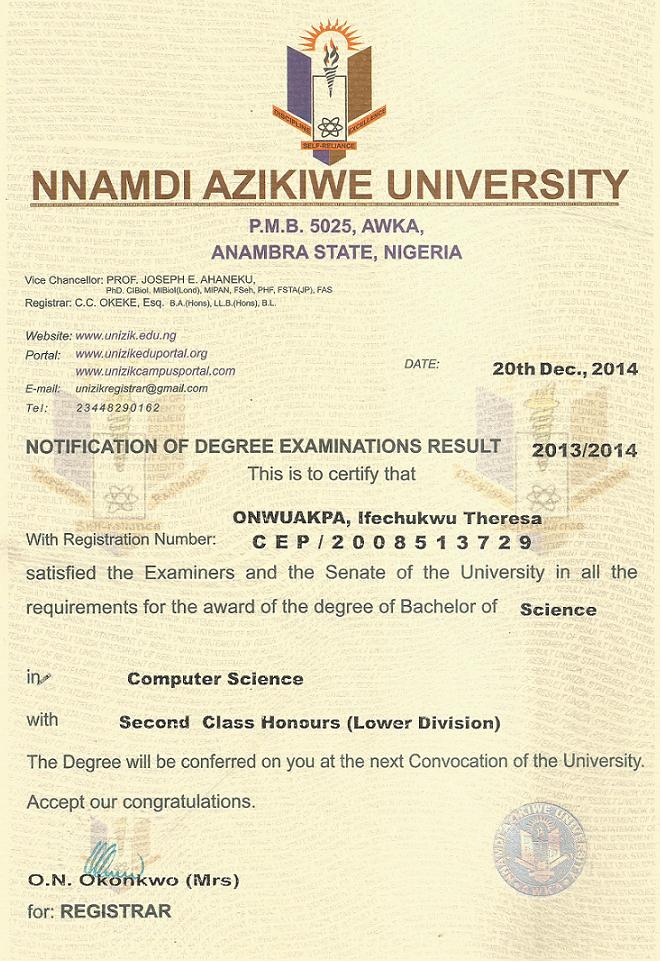 DISCIPLINE
EXCELLENCE
SELF-RELIANCE
NNAMDI AZIKIWE UNIVERSITY
P.M.B. 5025, AWKA,
ANAMBRA STATE, NIGERIA
Vice Chancellor: PROF. JOSEPH E. AHANEKU,
PhD. CIBiol. MIBiol(Lond), MIPAN, FSeh, PHF, FSTA(JP), FAS
Registrar: C.C. OKEKE, Esq. B.A.(Hons), LL.B.(Hons), B.L.
Website: www.unizik.edu.ng
Portal: www.unizikeduportal.org
www.unizikcampusportal.com
E-mail: unizikregistrar@gmail.com
Tel: 23448290162
DATE: 20th Dec., 2014
NOTIFICATION OF DEGREE EXAMINATIONS RESULT 2013/2014
This is to certify that
ONWUAKPA, Ifechukwu Theresa
With Registration Number: CEP/2008513729
satisfied the Examiners and the Senate of the University in all the
requirements for the award of the degree of Bachelor of Science
in Computer Science
with Second Class Honours (Lower Division)
The Degree will be conferred on you at the next Convocation of the University.
Accept our congratulations.
NNAMDI AZIKIWE UNIVERSITY
AWKA
O.N. Okonkwo (Mrs)
for: REGISTRAR